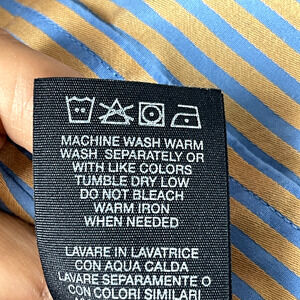 MACHINE WASH WARM
WASH SEPARATELY OR
WITH LIKE COLORS
TUMBLE DRY LOW
DO NOT BLEACH
WARM IRON
WHEN NEEDED
LAVARE IN LAVATRICE
CON AQUA CALDA
LAVARE SEPARATAMENTE O
CON COLORI SIMILARI